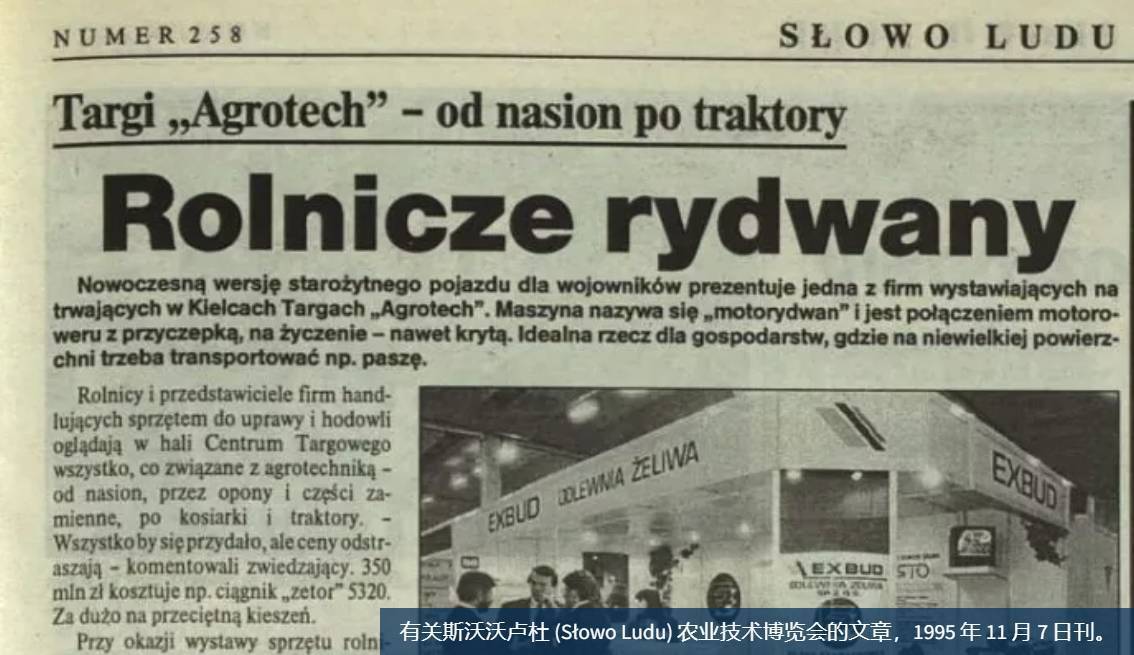 NUMER 258
SŁOWO LUDU
Targi „Agrotech” – od nasion po traktory
Rolnicze rydwany
Nowoczesną wersję starożytnego pojazdu dla wojowników prezentuje jedna z firm wystawiających na
trwających w Kielcach Targach „Agrotech”. Maszyna nazywa się „motorydwan” i jest połączeniem motoro-
weru z przyczepką, na życzenie – nawet krytą. Idealna rzecz dla gospodarstw, gdzie na niewielkiej powierz-
chni trzeba transportować np. paszę.
Rolnicy i przedstawiciele firm hand-
lujących sprzętem do uprawy i hodowli
oglądają w hali Centrum Targowego
wszystko, co związane z agrotechniką –
od nasion, przez opony i części za-
mienne, po kosiarki i traktory. –
Wszystko by się przydało, ale ceny odstr-
aszają – komentowali zwiedzający. 350
mln zł kosztuje np. ciągnik „zetor” 5320.
Za dużo na przeciętną kieszeń.
Przy okazji wystawy sprzętu rolni-
EXBUD ODLEWNIA ŻELIWA
EXBUD
EXBUD
ODLEWNIA ŻELIWA
STO
有关斯沃沃卢杜 (Słowo Ludu) 农业技术博览会的文章，1995 年 11 月 7 日刊。